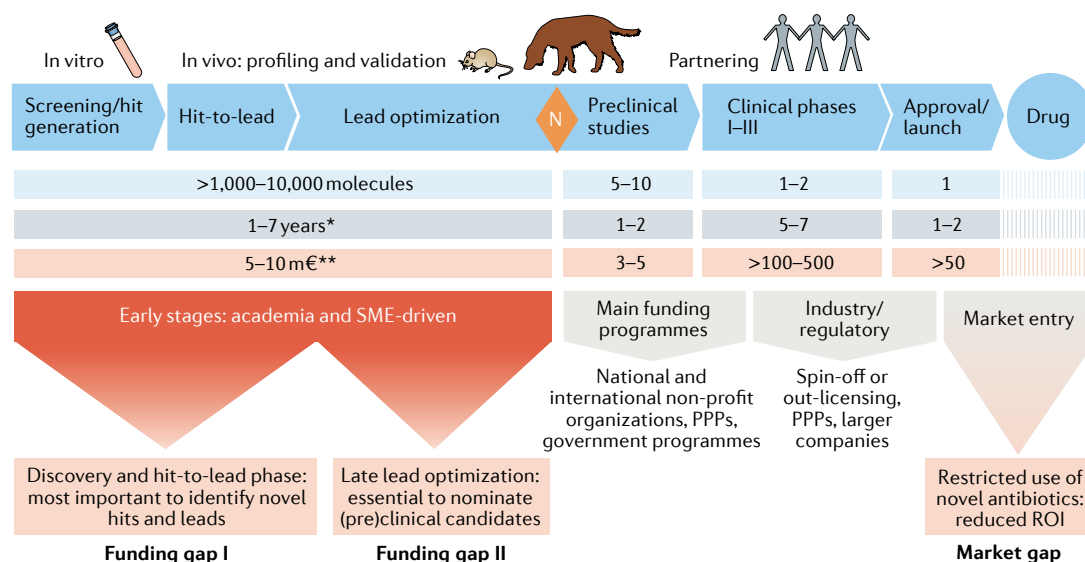 In vitro
In vivo: profiling and validation
Partnering
Screening/hit
generation
Hit-to-lead
Lead optimization
N
Preclinical
studies
Clinical phases
I–III
Approval/
launch
Drug
>1,000–10,000 molecules
5–10
1–2
1
1–7 years*
1–2
5–7
1–2
5–10 m€**
3–5
>100–500
>50
Early stages: academia and SME-driven
Main funding
programmes
Industry/
regulatory
Market entry
National and
international non-profit
organizations, PPPs,
government programmes
Spin-off or
out-licensing,
PPPs, larger
companies
Discovery and hit-to-lead phase:
most important to identify novel
hits and leads
Late lead optimization:
essential to nominate
(pre)clinical candidates
Restricted use of
novel antibiotics:
reduced ROI
Funding gap I
Funding gap II
Market gap